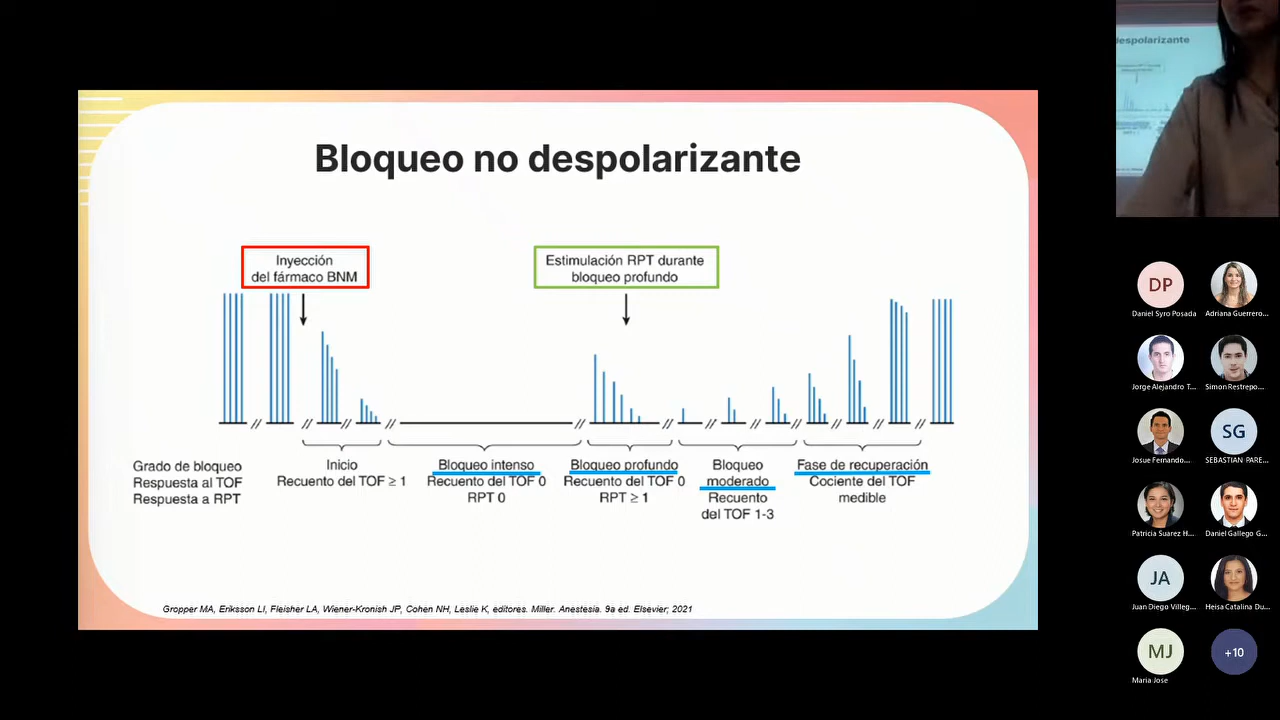 Bloqueo no despolarizante
Inyección
del fármaco BNM
Estimulación RPT durante
bloqueo profundo
Grado de bloqueo
Respuesta al TOF
Respuesta a RPT
Inicio
Recuento del TOF ≥ 1
Bloqueo intenso
Recuento del TOF 0
RPT 0
Bloqueo profundo
Recuento del TOF 0
RPT ≥ 1
Bloqueo
moderado
Recuento
del TOF 1-3
Fase de recuperación
Cociente del TOF
medible
Gropper MA, Eriksson LI, Fleisher LA, Wiener-Kronish JP, Cohen NH, Leslie K, editores. Miller. Anestesia. 9a ed. Elsevier; 2021
espolarizante
DP
Daniel Syro Posada
Adriana Guerrero...
Jorge Alejandro T...
Simon Restrepo...
Josue Fernando...
SG
SEBASTIAN PARE...
Patricia Suarez H...
Daniel Gallego G...
JA
Juan Diego Villeg...
Heisa Catalina Du...
MJ
Maria Jose
+10